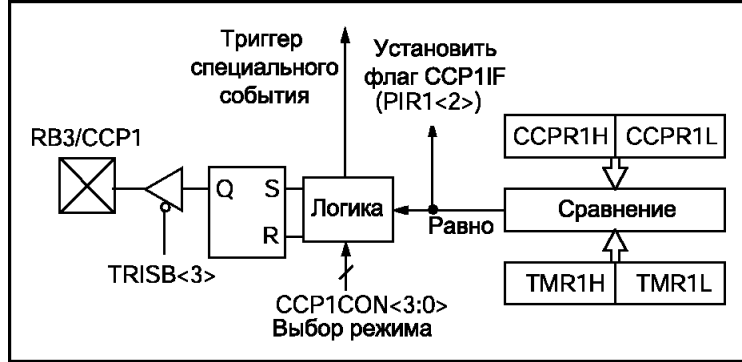 Триггер
специального
события
Установить
флаг CCP1IF
(PIR1<2>)
RB3/CCP1
CCPR1H CCPR1L
Q S
R
Логика
Равно
Сравнение
TRISB<3>
TMR1H TMR1L
CCP1CON<3:0>
Выбор режима